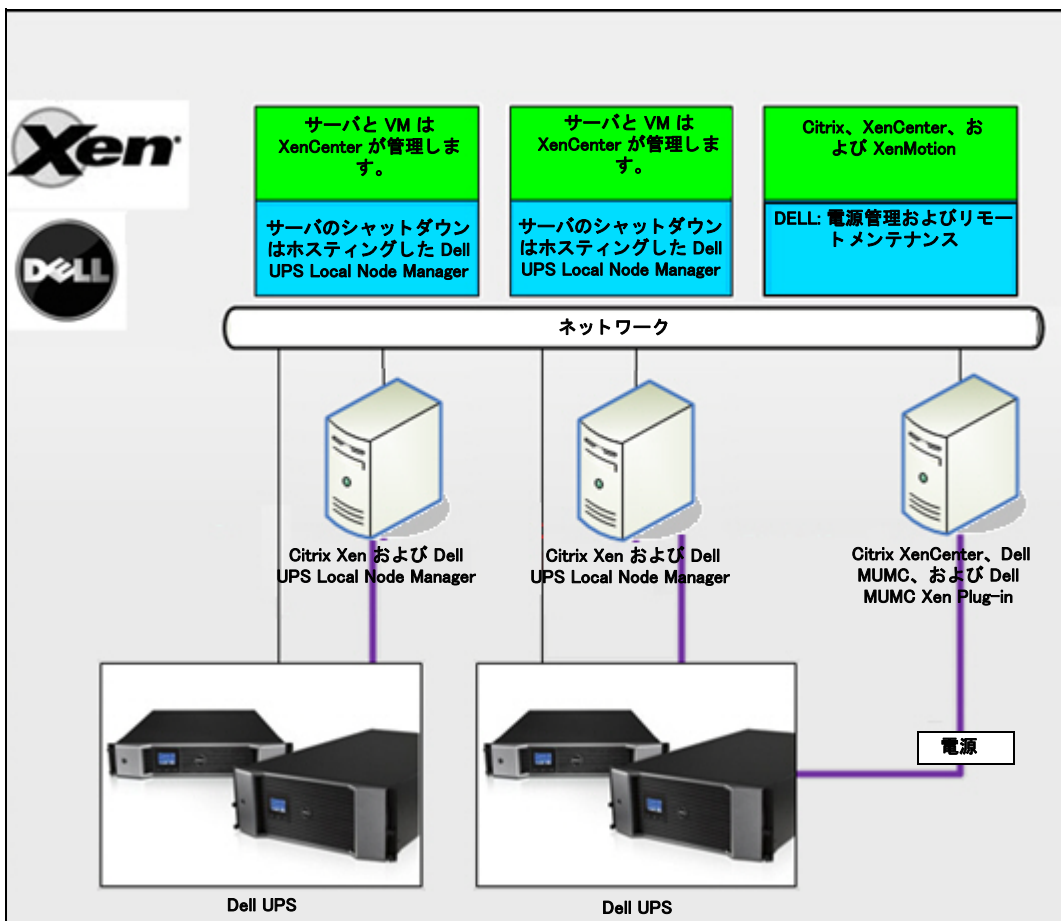 Xen
サーバと VM は
XenCenter が管理しま
す。
サーバと VM は
XenCenter が管理しま
す。
Citrix、XenCenter、お
よび XenMotion
DELL
サーバのシャットダウン
はホスティングした Dell
UPS Local Node Manager
サーバのシャットダウン
はホスティングした Dell
UPS Local Node Manager
DELL: 電源管理およびリモー
トメンテナンス
ネットワーク
Citrix Xen および Dell
UPS Local Node Manager
Citrix Xen および Dell
UPS Local Node Manager
Citrix XenCenter、Dell
MUMC、および Dell
MUMC Xen Plug-in
電源
Dell UPS
Dell UPS